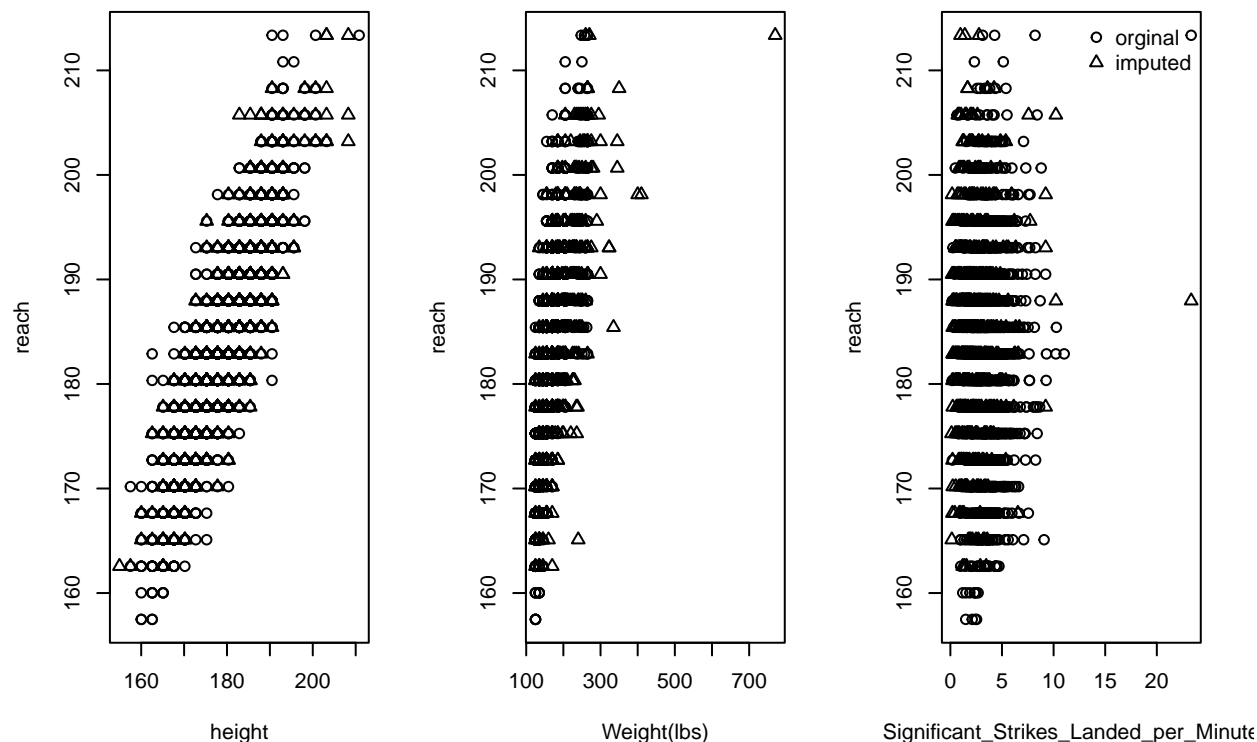 reach
160 170 180 190 200 210
160 180 200
height
reach
160 170 180 190 200 210
100 300 500 700
Weight(lbs)
reach
160 170 180 190 200 210
0 5 10 15 20
Significant_Strikes_Landed_per_Minute
orginal
imputed